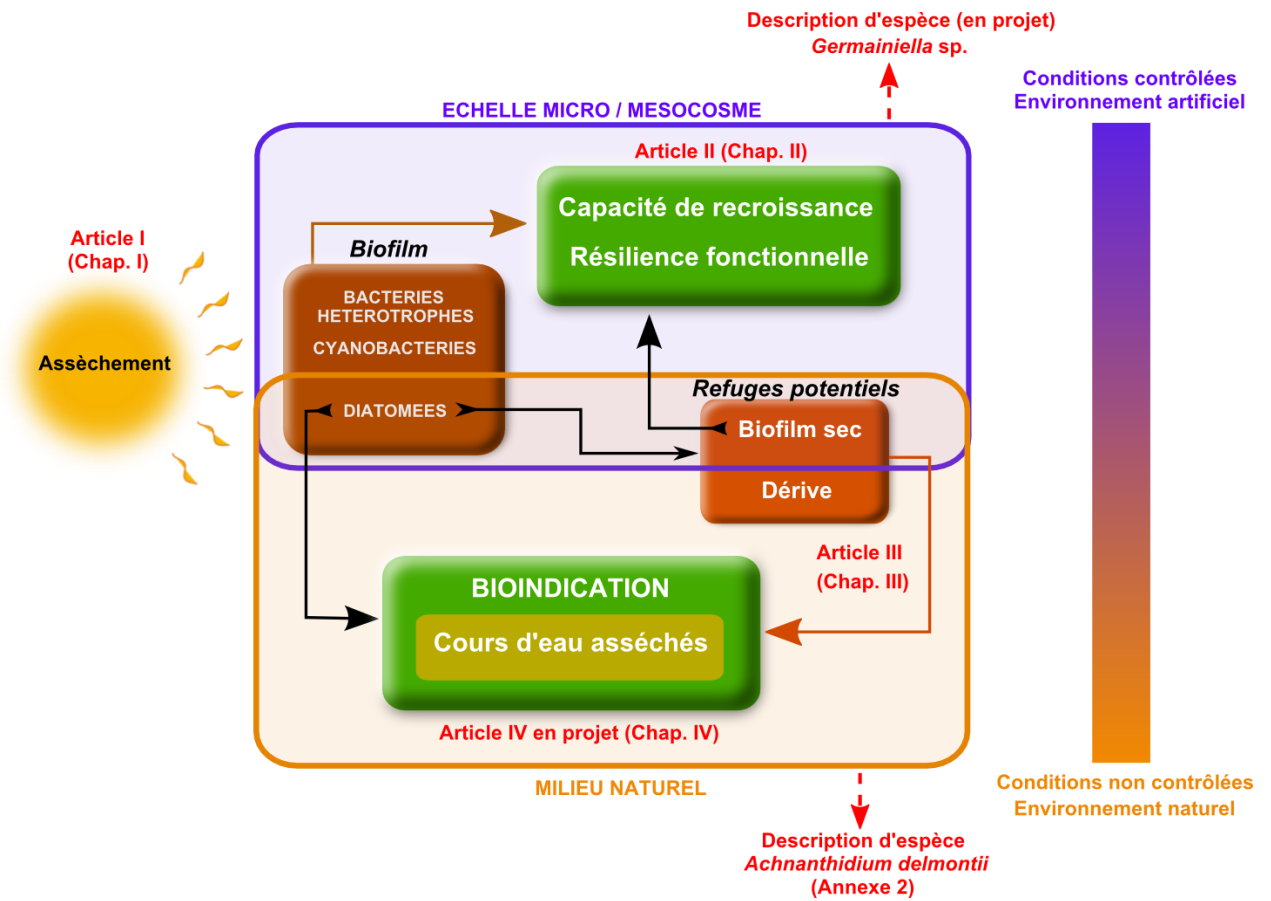 Description d'espèce (en projet)
Germainiella sp.
Conditions contrôlées
Environnement artificiel
ECHELLE MICRO / MESOCOSME
Article II (Chap. II)
Capacité de recroissance
Résilience fonctionnelle
Article I
(Chap. I)
Assèchement
Biofilm
BACTERIES
HETEROTROPHES
CYANOBACTERIES
DIATOMEES
Refuges potentiels
Biofilm sec
Dérive
Article III
(Chap. III)
BIOINDICATION
Cours d'eau asséchés
Article IV en projet (Chap. IV)
MILIEU NATUREL
Conditions non contrôlées
Environnement naturel
Description d'espèce
Achnanthidium delmontii
(Annexe 2)